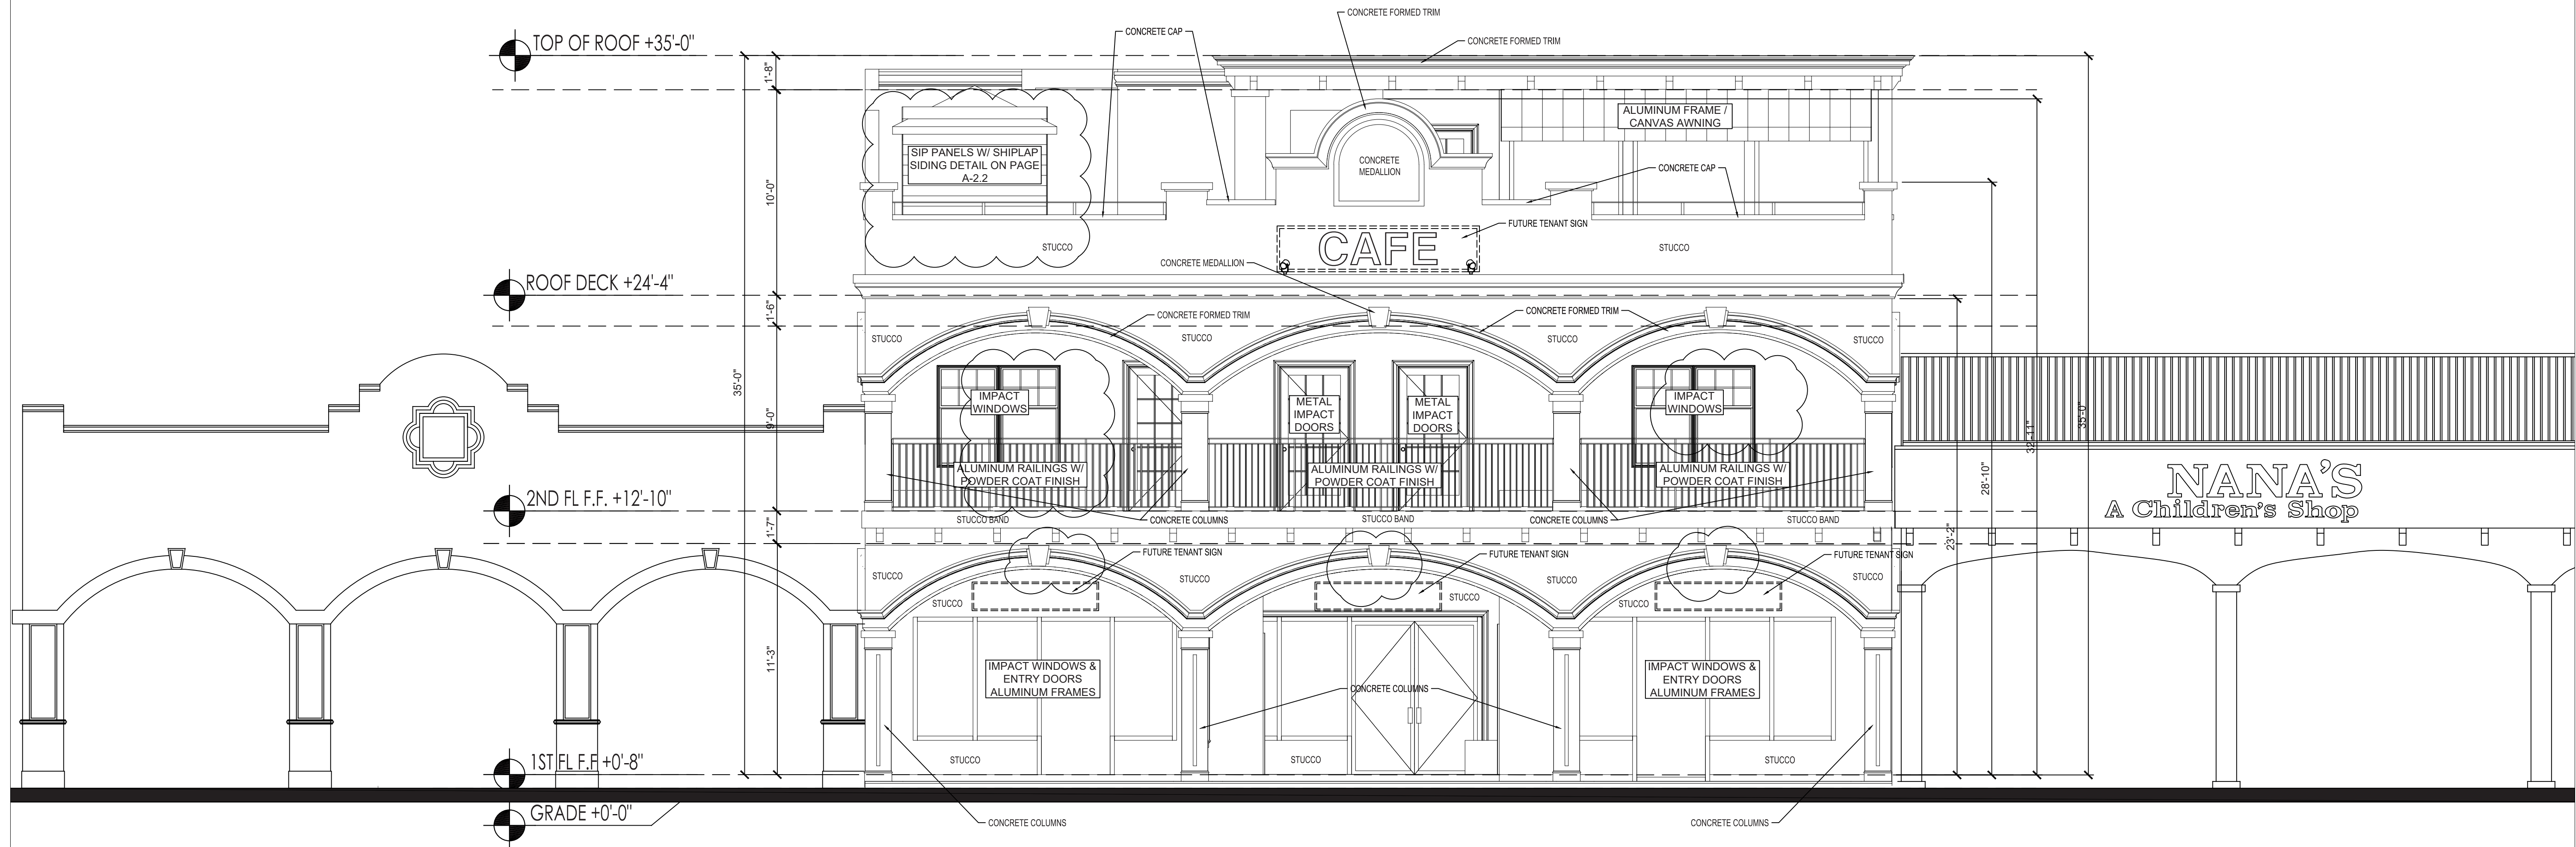 CONCRETE FORMED TRIM
TOP OF ROOF +35'-0"
CONCRETE CAP
CONCRETE FORMED TRIM
1'-8"
ALUMINUM FRAME /
CANVAS AWNING
SIP PANELS W/ SHIPLAP
SIDING DETAIL ON PAGE
A-2.2
CONCRETE
MEDALLION
CONCRETE CAP
10'-0"
FUTURE TENANT SIGN
CAFE
STUCCO
STUCCO
CONCRETE MEDALLION
ROOF DECK +24'-4"
1'-6"
CONCRETE FORMED TRIM
CONCRETE FORMED TRIM
STUCCO
STUCCO
STUCCO
STUCCO
35'-0"
9'-0"
IMPACT
WINDOWS
METAL
IMPACT
DOORS
METAL
IMPACT
DOORS
IMPACT
WINDOWS
35'-0"
32'-11"
28'-10"
23'-2"
ALUMINUM RAILINGS W/
POWDER COAT FINISH
ALUMINUM RAILINGS W/
POWDER COAT FINISH
ALUMINUM RAILINGS W/
POWDER COAT FINISH
NANA'S
A Children's Shop
2ND FL F.F. +12'-10"
STUCCO BAND
CONCRETE COLUMNS
STUCCO BAND
CONCRETE COLUMNS
STUCCO BAND
1'-7"
FUTURE TENANT SIGN
FUTURE TENANT SIGN
FUTURE TENANT SIGN
STUCCO
STUCCO
STUCCO
STUCCO
STUCCO
STUCCO
STUCCO
11'-3"
IMPACT WINDOWS &
ENTRY DOORS
ALUMINUM FRAMES
IMPACT WINDOWS &
ENTRY DOORS
ALUMINUM FRAMES
CONCRETE COLUMNS
1ST FL F.F +0'-8"
STUCCO
STUCCO
STUCCO
GRADE +0'-0"
CONCRETE COLUMNS
CONCRETE COLUMNS